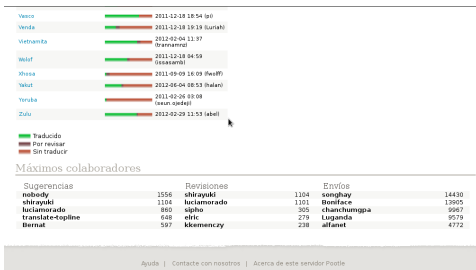 Vasco 2011-12-18 18:54 (pi)
Venda 2011-12-18 19:19 (Luriah)
Vietnamita 2012-02-04 11:37 (trannamrz)
Wolof 2011-12-18 04:59 (issasamb)
Xhosa 2011-09-09 16:09 (fwolff)
Yakut 2012-06-04 08:53 (halan)
Yoruba 2011-02-26 03:08 (seun.ojedeji)
Zulu 2012-02-29 11:53 (abel)
Traducido
Por revisar
Sin traducir
Máximos colaboradores
Sugerencias Revisiones Envíos
nobody 1556 shirayuki 1104 songhay 14430
shirayuki 1104 luciamorado 1101 Boniface 13905
luciamorado 860 sipho 305 chanchumgpa 9967
translate-topline 648 elric 279 Luganda 9579
Bernat 597 kkemenczy 238 alfanet 4772
Ayuda | Contacte con nosotros | Acerca de este servidor Pootle